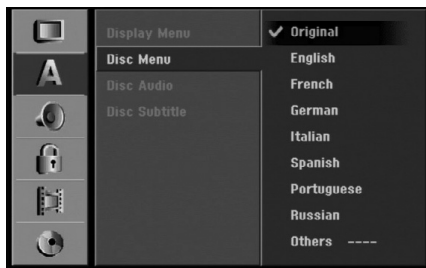 A
Display Menu
Disc Menu
Disc Audio
Disc Subtitle
Original
English
French
German
Italian
Spanish
Portuguese
Russian
Others ----